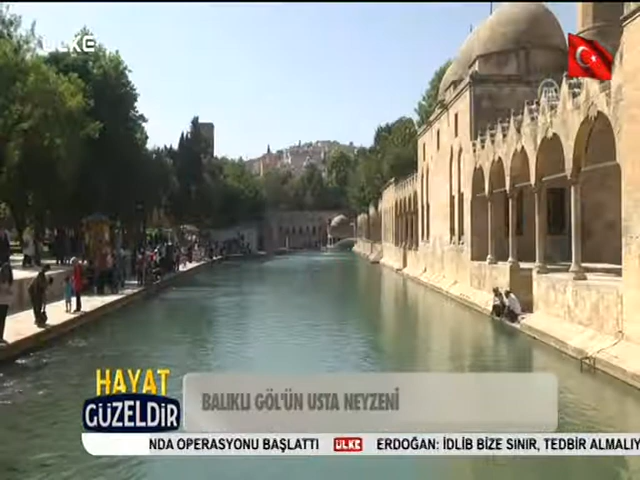 ÜLKE
HAYAT
GÜZELDİR
BALIKLI GÖL'ÜN USTA NEYZENİ
NDA OPERASYONU BAŞLATTI ÜLKE ERDOĞAN: İDLİB BİZE SINIR, TEDBİR ALMALIY